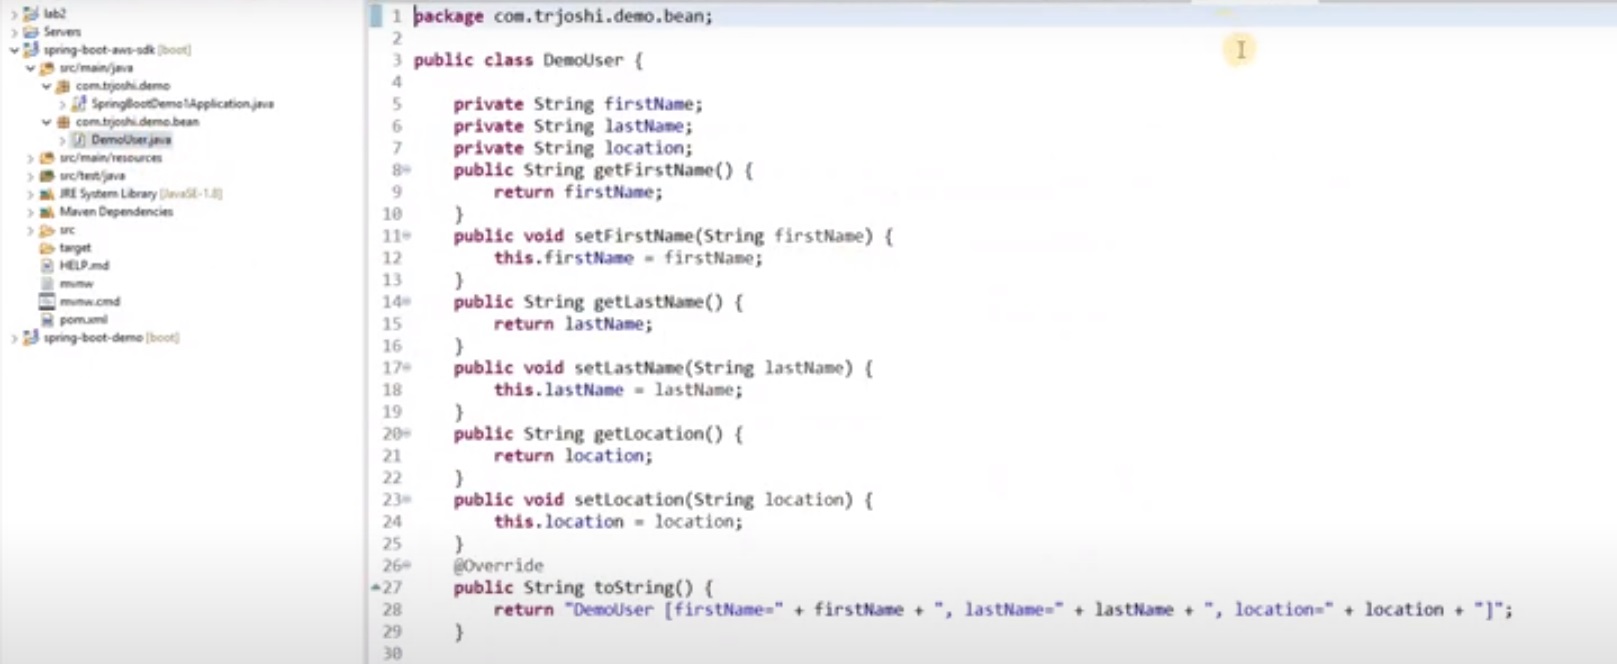 lab2
Servers
spring-boot-aws-sdk [boot]
src/main/java
com.trjoshi.demo
SpringBootDemo1Application.java
com.trjoshi.demo.bean
DemoUser.java
src/main/resources
src/test/java
JRE System Library [JavaSE-1.8]
Maven Dependencies
src
target
HELP.md
mvnw
mvnw.cmd
pom.xml
spring-boot-demo [boot]
1 package com.trjoshi.demo.bean;
2
3 public class DemoUser {
4
5 private String firstName;
6 private String lastName;
7 private String location;
8 public String getFirstName() {
9 return firstName;
10 }
11 public void setFirstName(String firstName) {
12 this.firstName = firstName;
13 }
14 public String getLastName() {
15 return lastName;
16 }
17 public void setLastName(String lastName) {
18 this.lastName = lastName;
19 }
20 public String getLocation() {
21 return location;
22 }
23 public void setLocation(String location) {
24 this.location = location;
25 }
26 @Override
27 public String toString() {
28 return "DemoUser [firstName=" + firstName + ", lastName=" + lastName + ", location=" + location + "]";
29 }
30